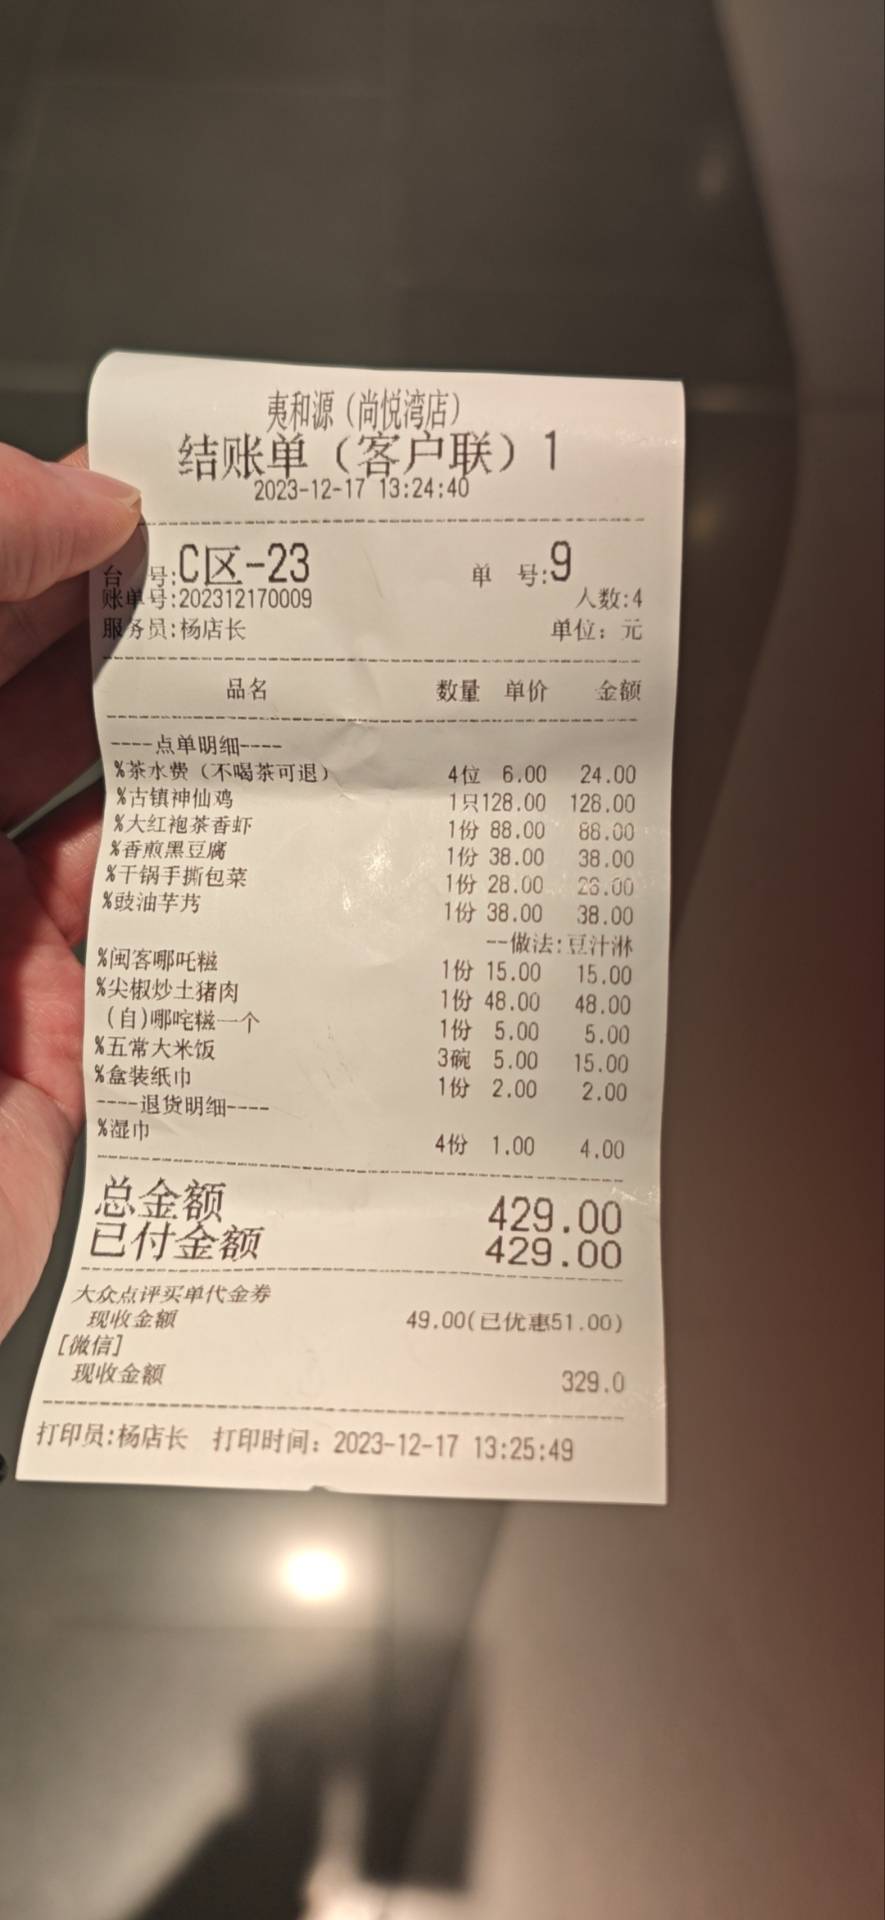 夷和源（尚悦湾店）
结账单（客户联）1
2023-12-17 13:24:40
台 号:C区-23 单 号:9
账单号:202312170009 人数:4
服务员:杨店长 单位：元
品名 数量 单价 金额
----点单明细----
%茶水费（不喝茶可退） 4位 6.00 24.00
%古镇神仙鸡 1只128.00 128.00
%大红袍茶香虾 1份 88.00 88.00
%香煎黑豆腐 1份 38.00 38.00
%干锅手撕包菜 1份 28.00 28.00
%豉油芋艿 1份 38.00 38.00
--做法:豆汁淋
%闽客哪吒糍 1份 15.00 15.00
%尖椒炒土猪肉 1份 48.00 48.00
(自)哪咤糍一个 1份 5.00 5.00
%五常大米饭 3碗 5.00 15.00
%盒装纸巾 1份 2.00 2.00
----退货明细----
%湿巾 4份 1.00 4.00
总金额 429.00
已付金额 429.00
大众点评买单代金券
现收金额 49.00(已优惠51.00)
[微信]
现收金额 329.0
打印员:杨店长 打印时间：2023-12-17 13:25:49